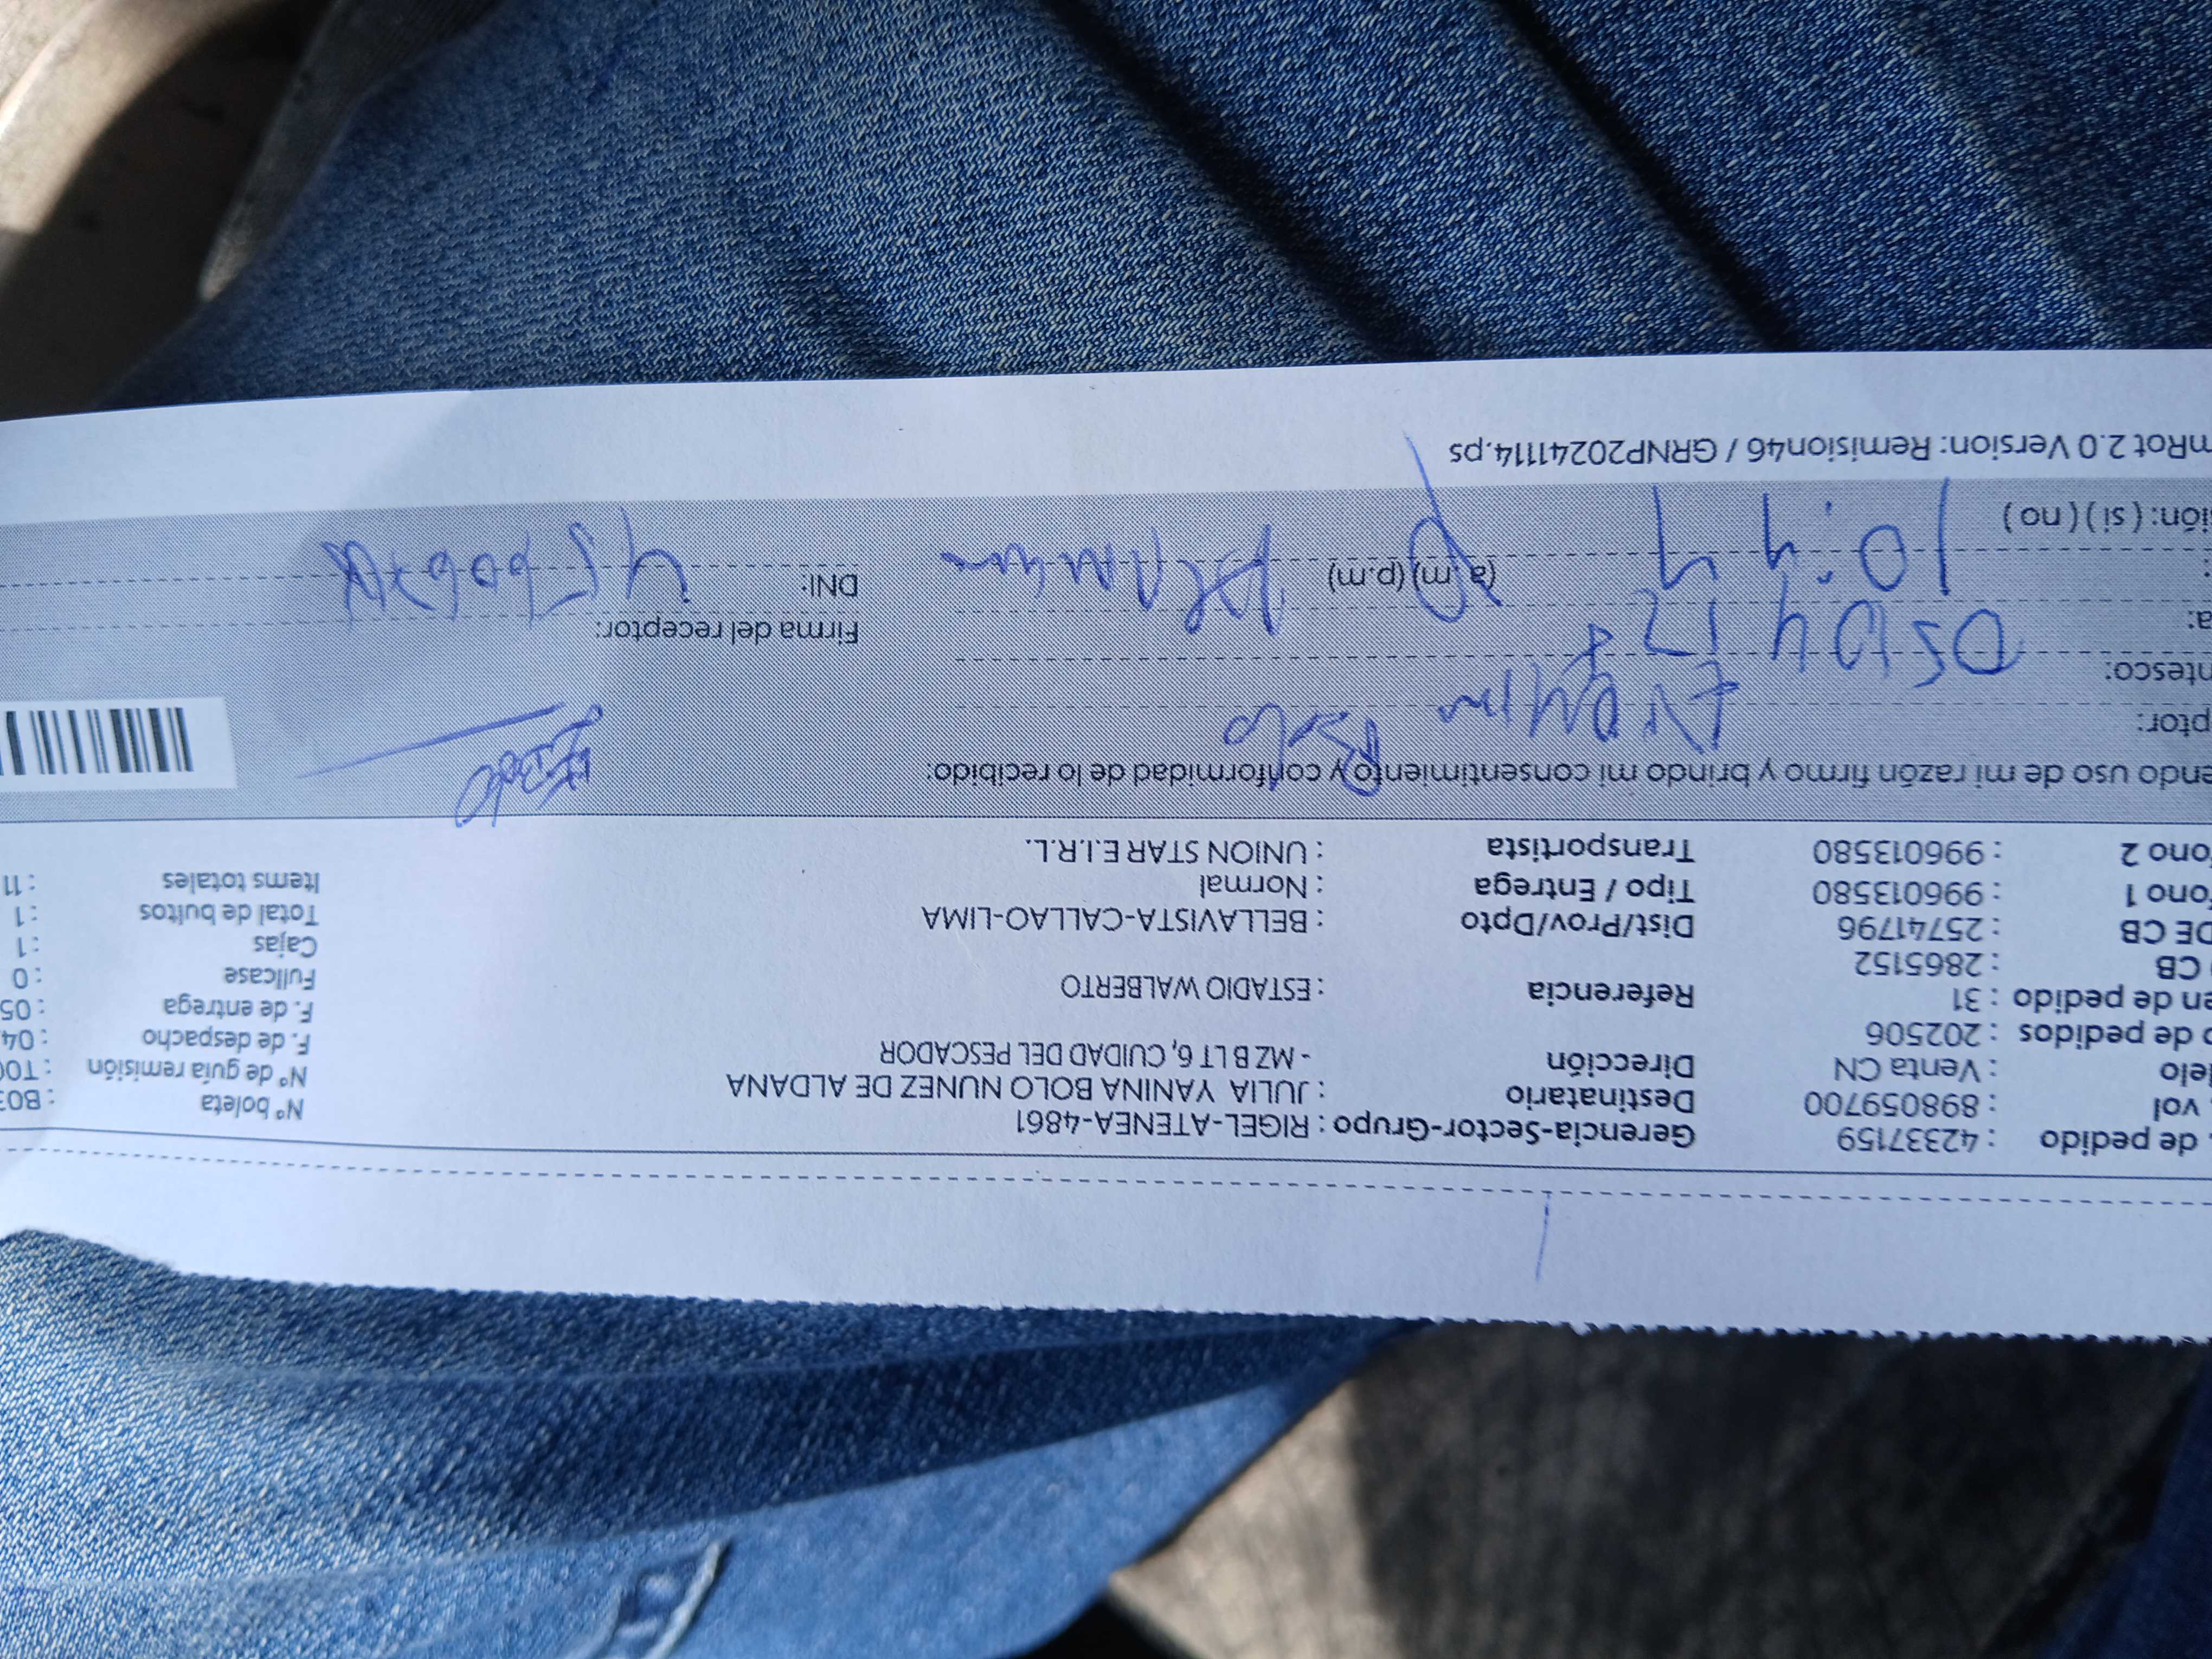 de pedido : 42337159 Gerencia-Sector-Grupo : RIGEL-ATENEA-4861 N° boleta : B03
vol : 898059700 Destinatario : JULIA YANINA BOLO NUNEZ DE ALDANA N° de guía remisión : T00
elo : Venta CN Dirección - MZ B LT 6, CUIDAD DEL PESCADOR F. de despacho : 04
o de pedidos : 202506 F. de entrega : 05
en de pedido : 31 Referencia : ESTADIO WALBERTO Fullcase : 0
CB : 2865152 Cajas : 1
DE CB : 25741796 Dist/Prov/Dpto : BELLAVISTA-CALLAO-LIMA Total de bultos : 1
fono 1 : 996013580 Tipo / Entrega : Normal Items totales : 11
fono 2 : 996013580 Transportista : UNION STAR E.I.R.L.
endo uso de mi razón firmo y brindo mi consentimiento y conformidad de lo recibido:
ptor: Bolo
ntesco: Firma del receptor:
a: 05/04 DNI:
: 10:44 (a.m) (p.m)
ión: ( si ) ( no )
mRot 2.0 Version: Remision46 / GRNP20241114.ps